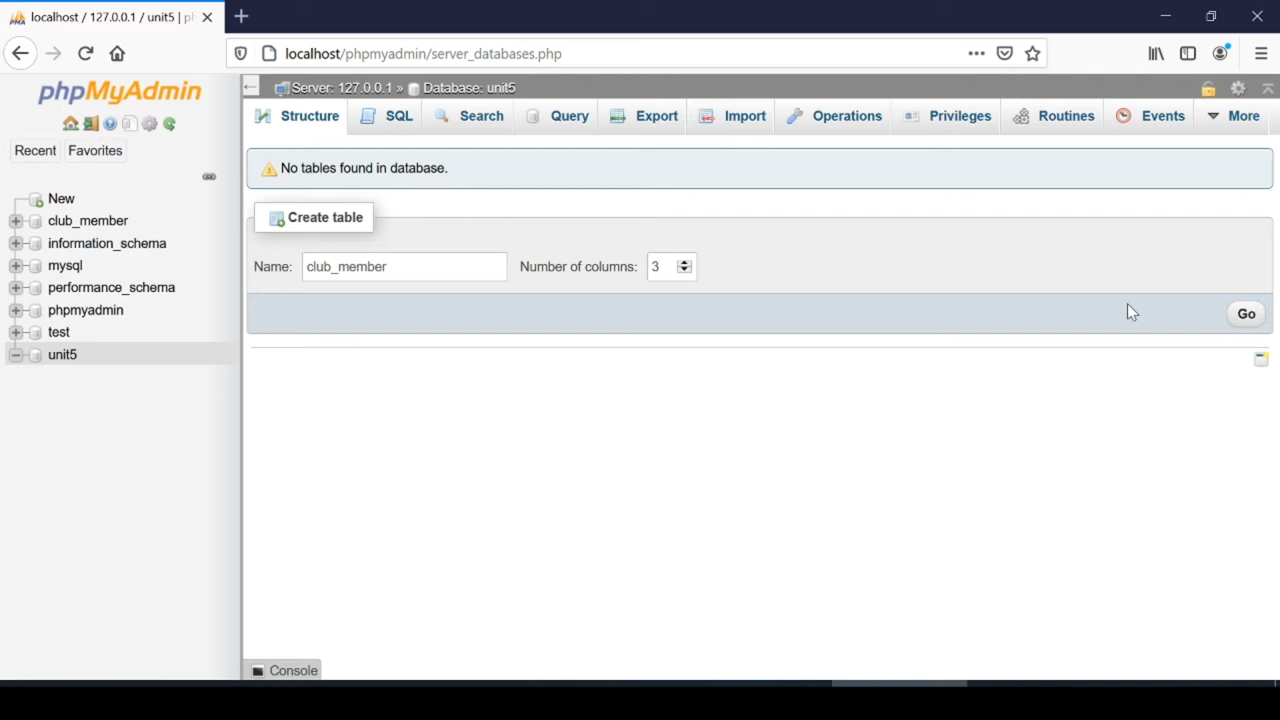 localhost / 127.0.0.1 / unit5 | ph
localhost/phpmyadmin/server_databases.php
phpMyAdmin
Recent
Favorites
New
club_member
information_schema
mysql
performance_schema
phpmyadmin
test
unit5
Server: 127.0.0.1 » Database: unit5
Structure
SQL
Search
Query
Export
Import
Operations
Privileges
Routines
Events
More
No tables found in database.
Create table
Name: club_member Number of columns: 3
Go
Console